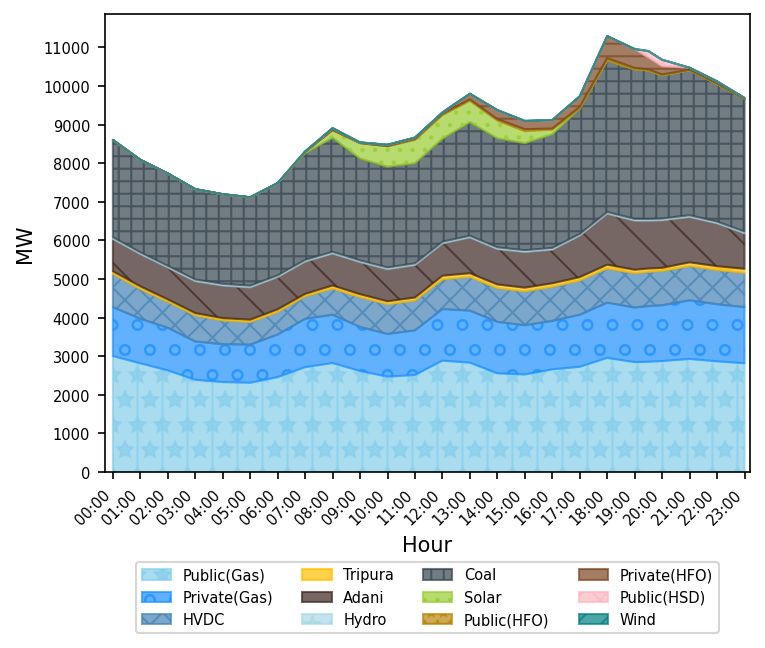 11000
10000
9000
8000
7000
6000
5000
4000
3000
2000
1000
0
MW
00:00 01:00 02:00 03:00 04:00 05:00 06:00 07:00 08:00 09:00 10:00 11:00 12:00 13:00 14:00 15:00 16:00 17:00 18:00 19:00 20:00 21:00 22:00 23:00
Hour
Public(Gas) Tripura Coal Private(HFO)
Private(Gas) Adani Solar Public(HSD)
HVDC Hydro Public(HFO) Wind